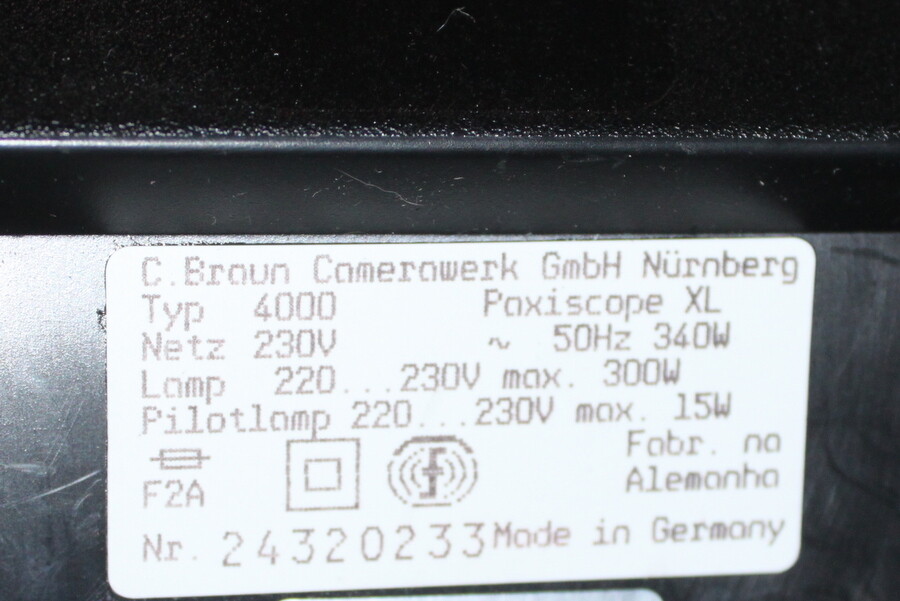 C.Braun Camerawerk GmbH Nürnberg
Typ 4000 Paxiscope XL
Netz 230V ~ 50Hz 340W
Lamp 220...230V max. 300W
Pilotlamp 220...230V max. 15W
Fabr. na
Alemanha
F2A
Nr. 24320233 Made in Germany